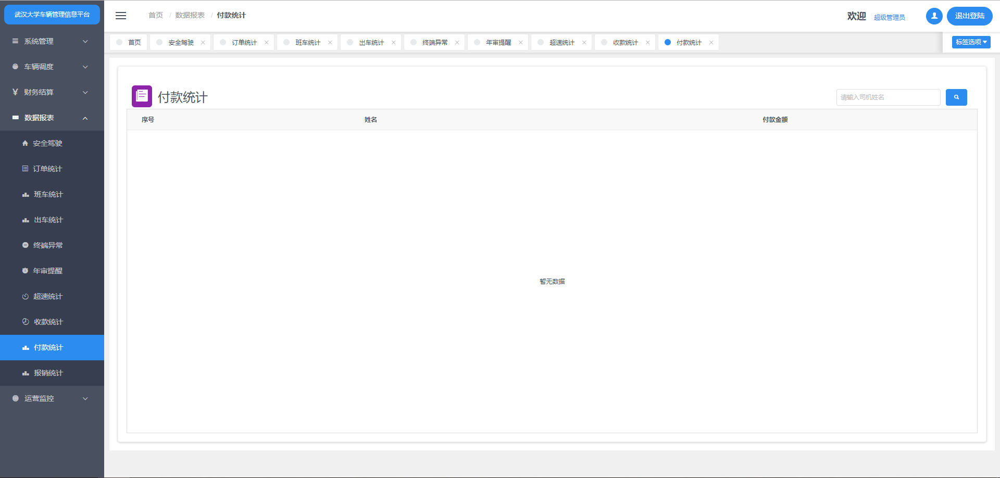 武汉大学车辆管理信息平台
系统管理
车辆调度
财务结算
数据报表
安全驾驶
订单统计
班车统计
出车统计
终端异常
年审提醒
超速统计
收款统计
付款统计
报销统计
运营监控
首页 / 数据报表 / 付款统计
欢迎 超级管理员 退出登陆
首页 安全驾驶 订单统计 班车统计 出车统计 终端异常 年审提醒 超速统计 收款统计 付款统计 标签选项
付款统计
请输入司机姓名
序号 姓名 付款金额
暂无数据